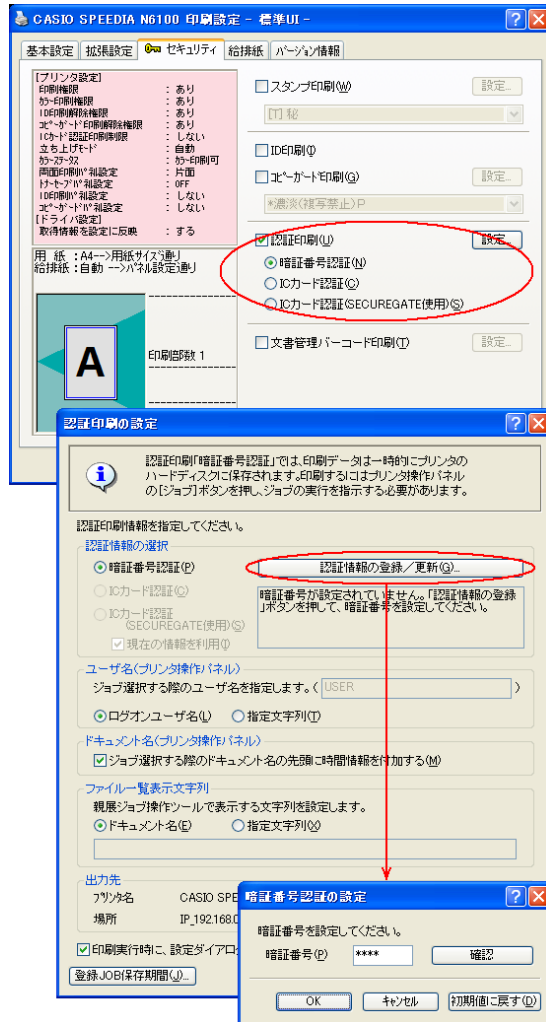 CASIO SPEEDIA N6100 印刷設定 - 標準UI -
基本設定 拡張設定 セキュリティ 給排紙 バージョン情報
[プリンタ設定]
印刷権限 : あり
カラー印刷権限 : あり
ID印刷解除権限 : あり
コピーガード印刷解除権限 : あり
ICカード認証印刷制限 : しない
立ち上げモード : 自動
カラーステータス : カラー印刷可
両面印刷パネル設定 : 片面
トナーセーブパネル設定 : OFF
ID印刷パネル設定 : しない
コピーガードパネル設定 : しない
[ドライバ設定]
取得情報を設定に反映 : する
用 紙 :A4-->用紙サイズ通り
給排紙:自動 -->パネル設定通り
A
印刷部数 1
スタンプ印刷(W) 設定...
[T] 秘
ID印刷(I)
コピーガード印刷(G) 設定...
*濃淡(複写禁止)P
認証印刷(U) 設定...
暗証番号認証(N)
ICカード認証(C)
ICカード認証(SECUREGATE使用)(S)
文書管理バーコード印刷(T) 設定...
認証印刷の設定
認証印刷「暗証番号認証」では、印刷データは一時的にプリンタの
ハードディスクに保存されます。印刷するにはプリンタ操作パネル
の[ジョブ]ボタンを押し、ジョブの実行を指示する必要があります。
認証印刷情報を指定してください。
認証情報の選択
暗証番号認証(P) 認証情報の登録/更新(G)...
ICカード認証(C)
ICカード認証
(SECUREGATE使用)(S)
現在の情報を利用(I)
暗証番号が設定されていません。「認証情報の登録
」ボタンを押して、暗証番号を設定してください。
ユーザ名(プリンタ操作パネル)
ジョブ選択する際のユーザ名を指定します。( USER )
ログオンユーザ名(L) 指定文字列(T)
ドキュメント名(プリンタ操作パネル)
ジョブ選択する際のドキュメント名の先頭に時間情報を付加する(M)
ファイル一覧表示文字列
親展ジョブ操作ツールで表示する文字列を設定します。
ドキュメント名(E) 指定文字列(X)
出力先
プリンタ名 CASIO SPE
場所 IP_192.168.0
印刷実行時に、設定ダイアロ
登録JOB保存期間(J)...
暗証番号認証の設定
暗証番号を設定してください。
暗証番号(P) **** 確認
OK キャンセル 初期値に戻す(D)